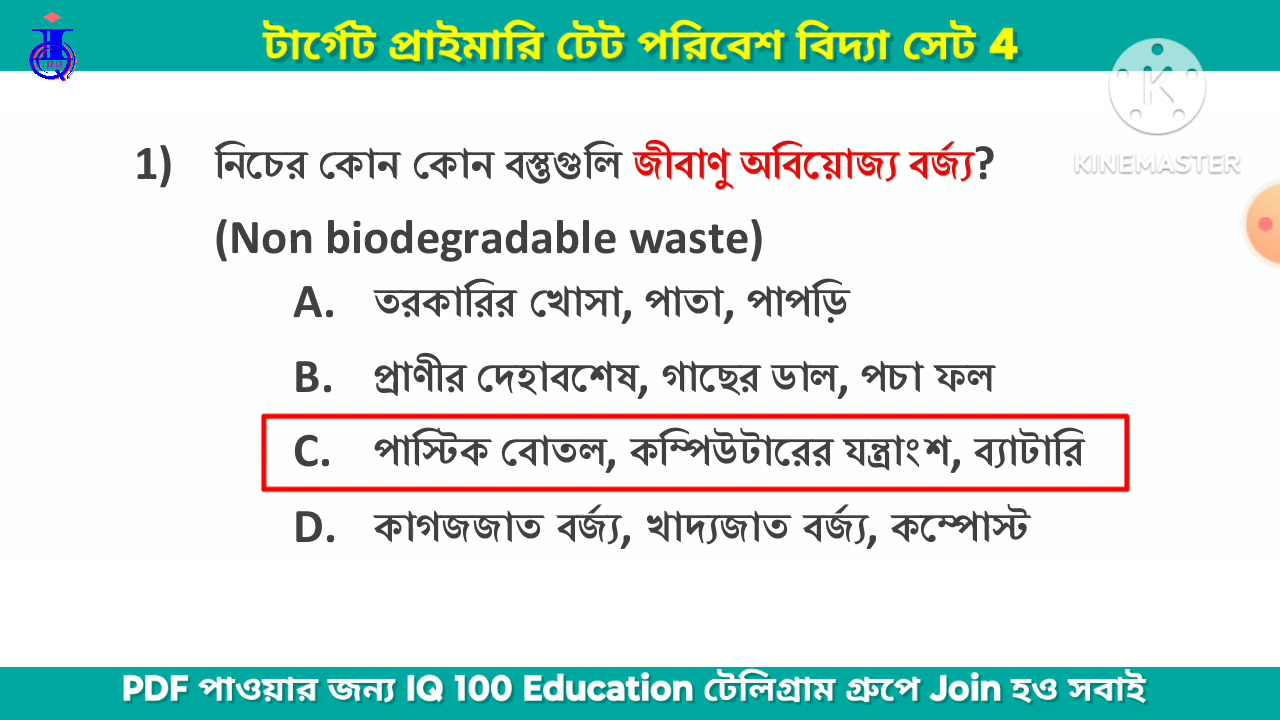 টার্গেট প্রাইমারি টেট পরিবেশ বিদ্যা সেট 4
KINEMASTER
1) নিচের কোন কোন বস্তুগুলি জীবাণু অবিয়োজ্য বর্জ্য?
(Non biodegradable waste)
A. তরকারির খোসা, পাতা, পাপড়ি
B. প্রাণীর দেহাবশেষ, গাছের ডাল, পচা ফল
C. পাস্টিক বোতল, কম্পিউটারের যন্ত্রাংশ, ব্যাটারি
D. কাগজজাত বর্জ্য, খাদ্যজাত বর্জ্য, কম্পোস্ট
PDF পাওয়ার জন্য IQ 100 Education টেলিগ্রাম গ্রুপে Join হও সবাই